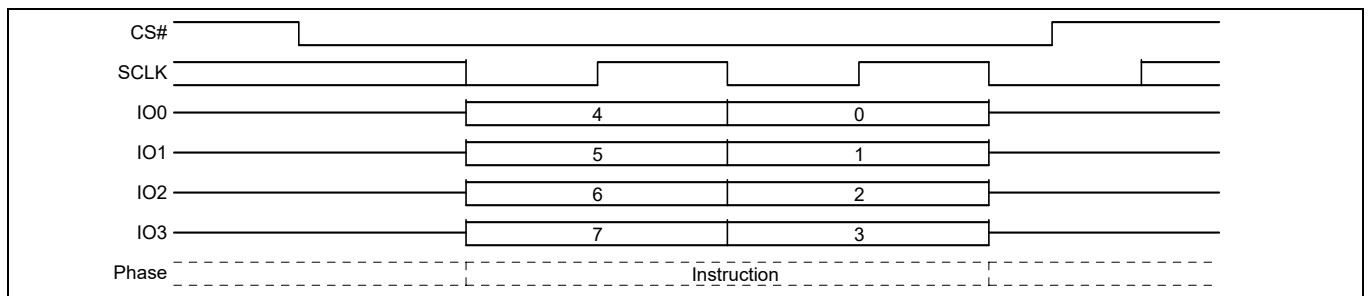 CS#
SCLK
IO0 4 0
IO1 5 1
IO2 6 2
IO3 7 3
Phase Instruction